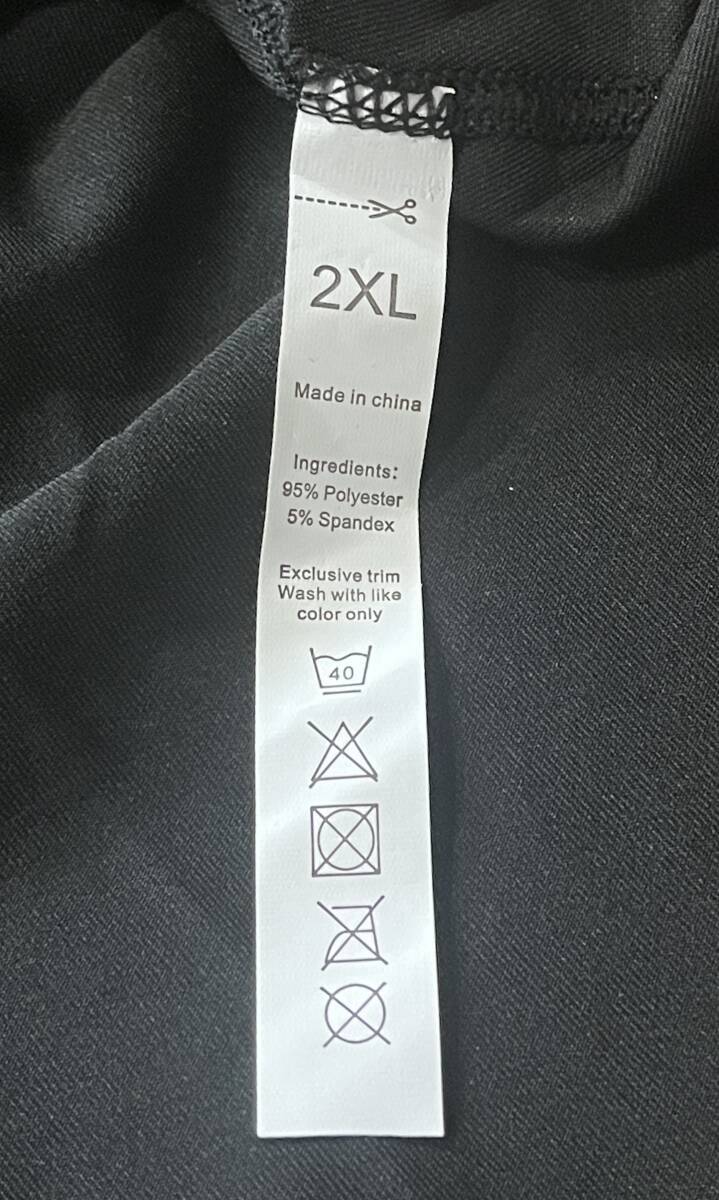 2XL
Made in china
Ingredients:
95% Polyester
5% Spandex
Exclusive trim
Wash with like
color only
40